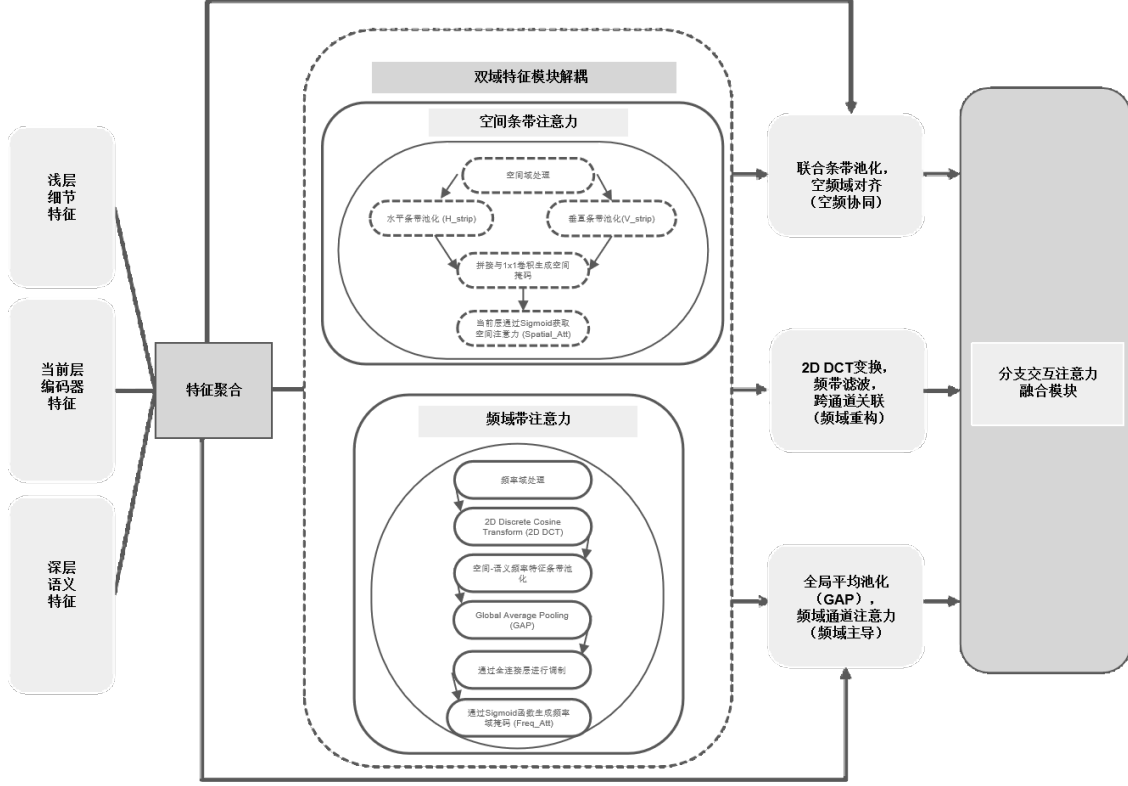 浅层
细节
特征
当前层
编码器
特征
深层
语义
特征
特征聚合
双域特征模块解耦
空间条带注意力
空间域处理
水平条带池化 (H_strip)
垂直条带池化(V_strip)
拼接与1x1卷积生成空间
掩码
当前层通过Sigmoid获取
空间注意力 (Spatial_Att)
频域带注意力
频率域处理
2D Discrete Cosine
Transform (2D DCT)
空间-语义频率特征条带池
化
Global Average Pooling
(GAP)
通过全连接层进行调制
通过Sigmoid函数生成频率
域掩码 (Freq_Att)
联合条带池化，
空频域对齐
（空频协同）
2D DCT变换，
频带滤波，
跨通道关联
（频域重构）
全局平均池化
（GAP），
频域通道注意力
（频域主导）
分支交互注意力
融合模块